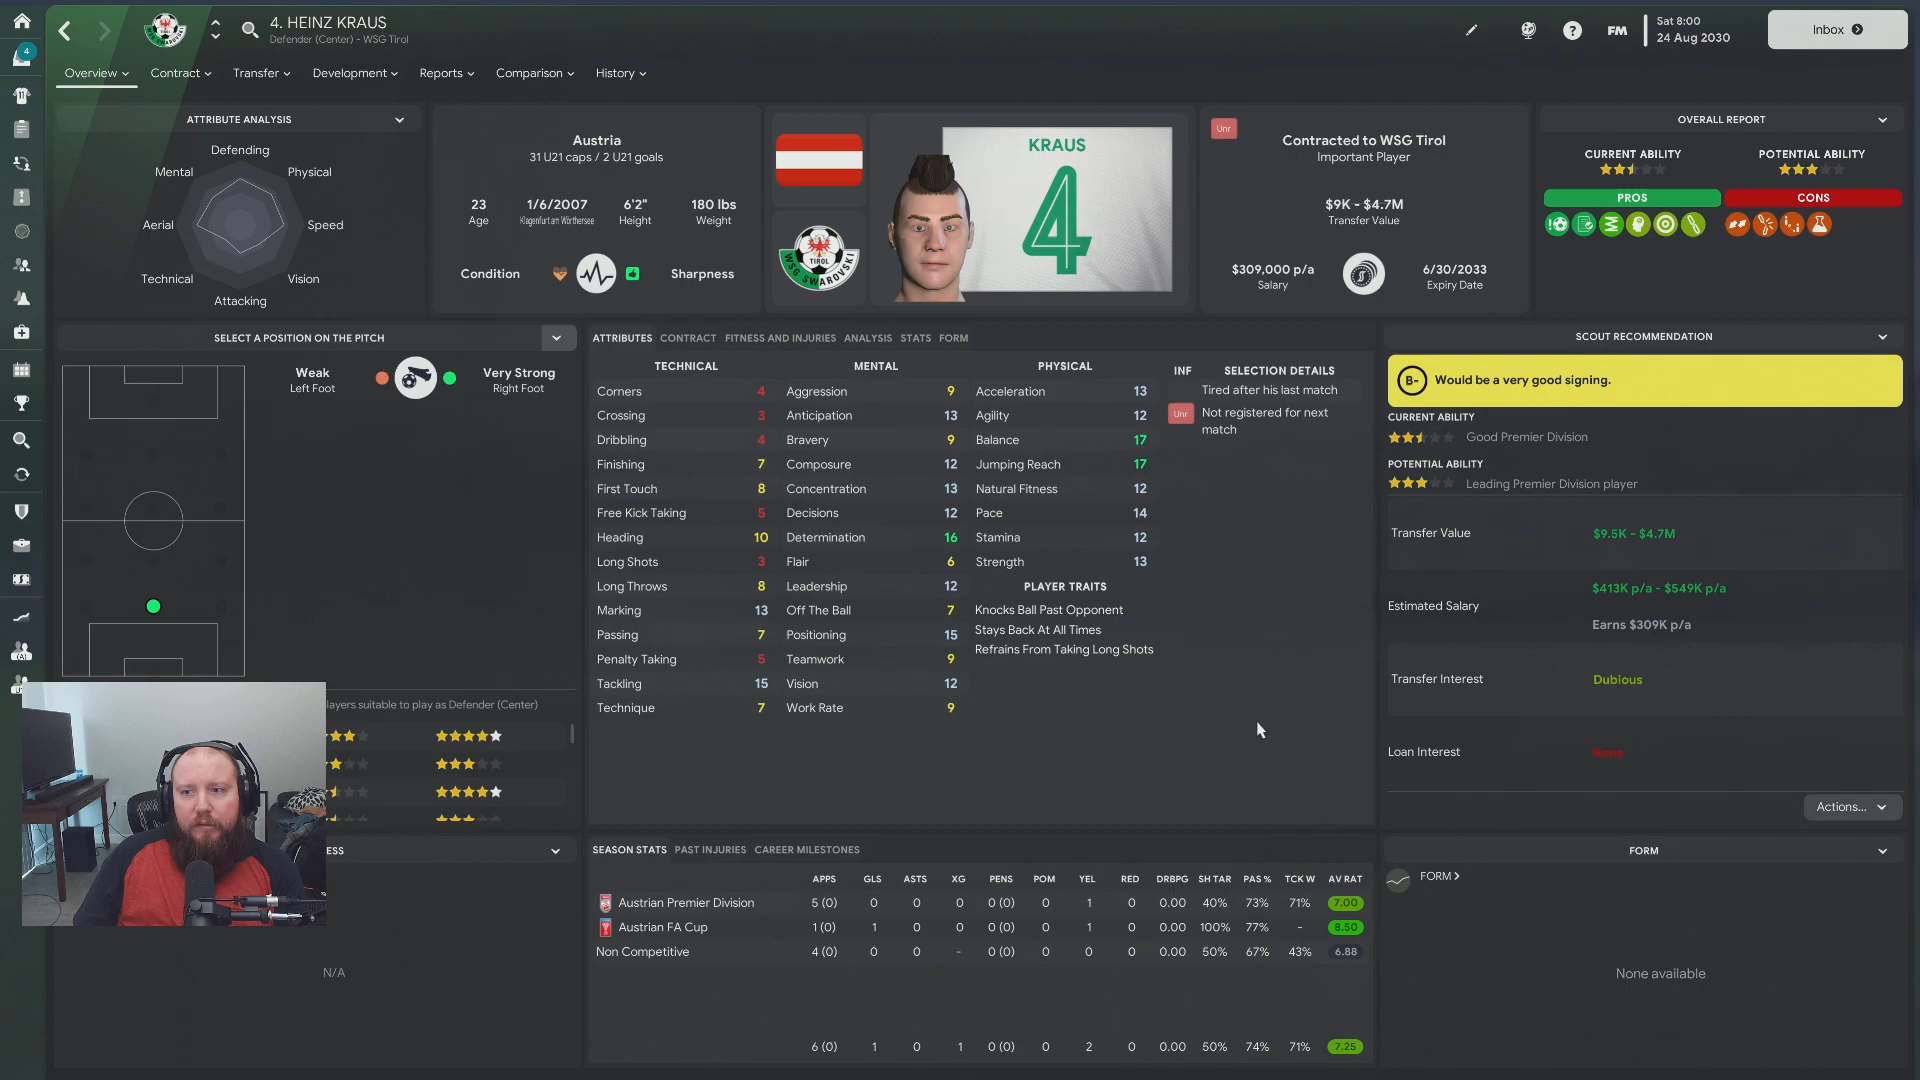 4. HEINZ KRAUS
Defender (Center) - WSG Tirol
FM
Sat 8:00
24 Aug 2030
Inbox
4
11
Overview
Contract
Transfer
Development
Reports
Comparison
History
ATTRIBUTE ANALYSIS
Defending
Mental
Physical
Aerial
Speed
Technical
Vision
Attacking
Austria
31 U21 caps / 2 U21 goals
23 1/6/2007 6'2" 180 lbs
Age Klagenfurt am Wörthersee Height Weight
Condition
Sharpness
TIROL
WSG SWAROVSKI
KRAUS
4
Unr
Contracted to WSG Tirol
Important Player
$9K - $4.7M
Transfer Value
$309,000 p/a
Salary
6/30/2033
Expiry Date
OVERALL REPORT
CURRENT ABILITY
POTENTIAL ABILITY
PROS
CONS
SELECT A POSITION ON THE PITCH
Weak
Left Foot
Very Strong
Right Foot
layers suitable to play as Defender (Center)
ESS
N/A
ATTRIBUTES CONTRACT FITNESS AND INJURIES ANALYSIS STATS FORM
TECHNICAL MENTAL PHYSICAL
Corners 4 Aggression 9 Acceleration 13
Crossing 3 Anticipation 13 Agility 12
Dribbling 4 Bravery 9 Balance 17
Finishing 7 Composure 12 Jumping Reach 17
First Touch 8 Concentration 13 Natural Fitness 12
Free Kick Taking 5 Decisions 12 Pace 14
Heading 10 Determination 16 Stamina 12
Long Shots 3 Flair 6 Strength 13
Long Throws 8 Leadership 12 PLAYER TRAITS
Marking 13 Off The Ball 7 Knocks Ball Past Opponent
Passing 7 Positioning 15 Stays Back At All Times
Penalty Taking 5 Teamwork 9 Refrains From Taking Long Shots
Tackling 15 Vision 12
Technique 7 Work Rate 9
INF SELECTION DETAILS
Tired after his last match
Unr Not registered for next
match
SCOUT RECOMMENDATION
B- Would be a very good signing.
CURRENT ABILITY
Good Premier Division
POTENTIAL ABILITY
Leading Premier Division player
Transfer Value $9.5K - $4.7M
$413K p/a - $549K p/a
Estimated Salary
Earns $309K p/a
Transfer Interest Dubious
Loan Interest None
Actions...
SEASON STATS PAST INJURIES CAREER MILESTONES
APPS GLS ASTS XG PENS POM YEL RED DRBPG SH TAR PAS % TCK W AV RAT
Austrian Premier Division 5 (0) 0 0 0 0 (0) 0 1 0 0.00 40% 73% 71% 7.00
Austrian FA Cup 1 (0) 1 0 0 0 (0) 0 1 0 0.00 100% 77% - 8.50
Non Competitive 4 (0) 0 0 - 0 (0) 0 0 0 0.00 50% 67% 43% 6.88
6 (0) 1 0 1 0 (0) 0 2 0 0.00 50% 74% 71% 7.25
FORM
FORM
None available